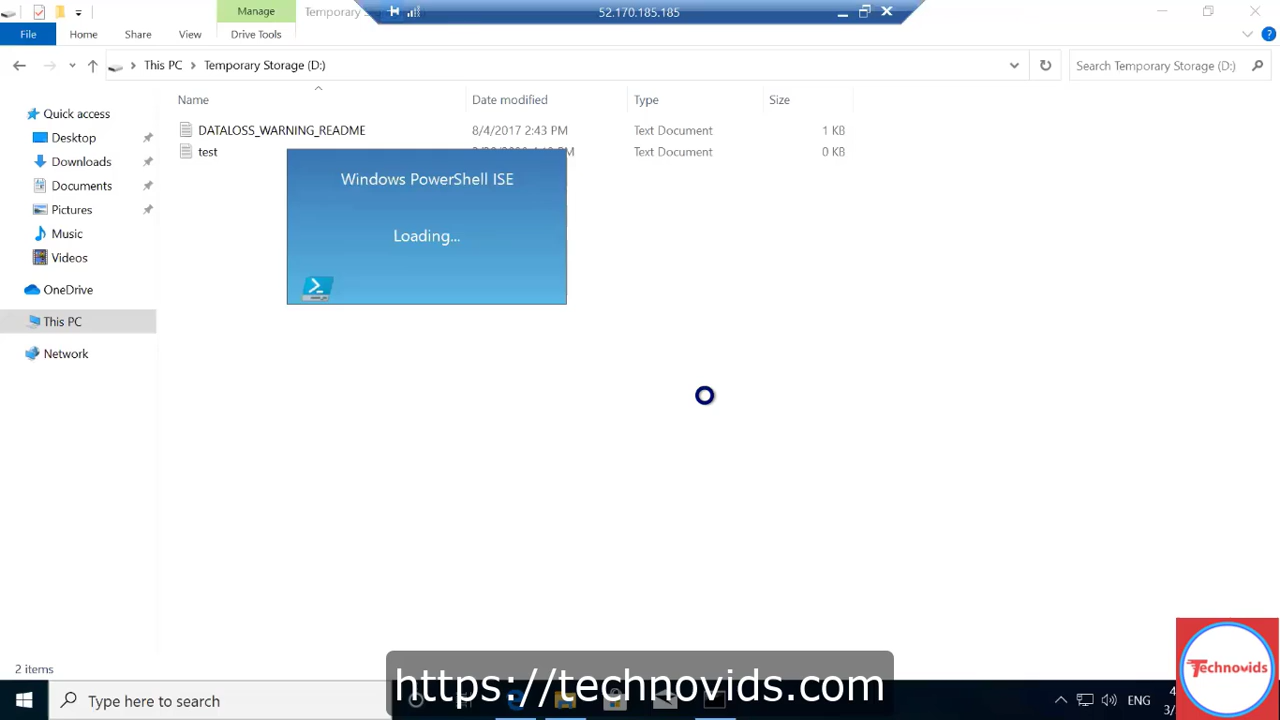 Manage
Temporary
52.170.185.185
File
Home
Share
View
Drive Tools
This PC
Temporary Storage (D:)
Search Temporary Storage (D:)
Name
Date modified
Type
Size
Quick access
Desktop
Downloads
Documents
Pictures
Music
Videos
OneDrive
This PC
Network
DATALOSS_WARNING_README
8/4/2017 2:43 PM
Text Document
1 KB
test
Text Document
0 KB
Windows PowerShell ISE
Loading...
2 items
https://technovids.com
Technovids
Type here to search
ENG